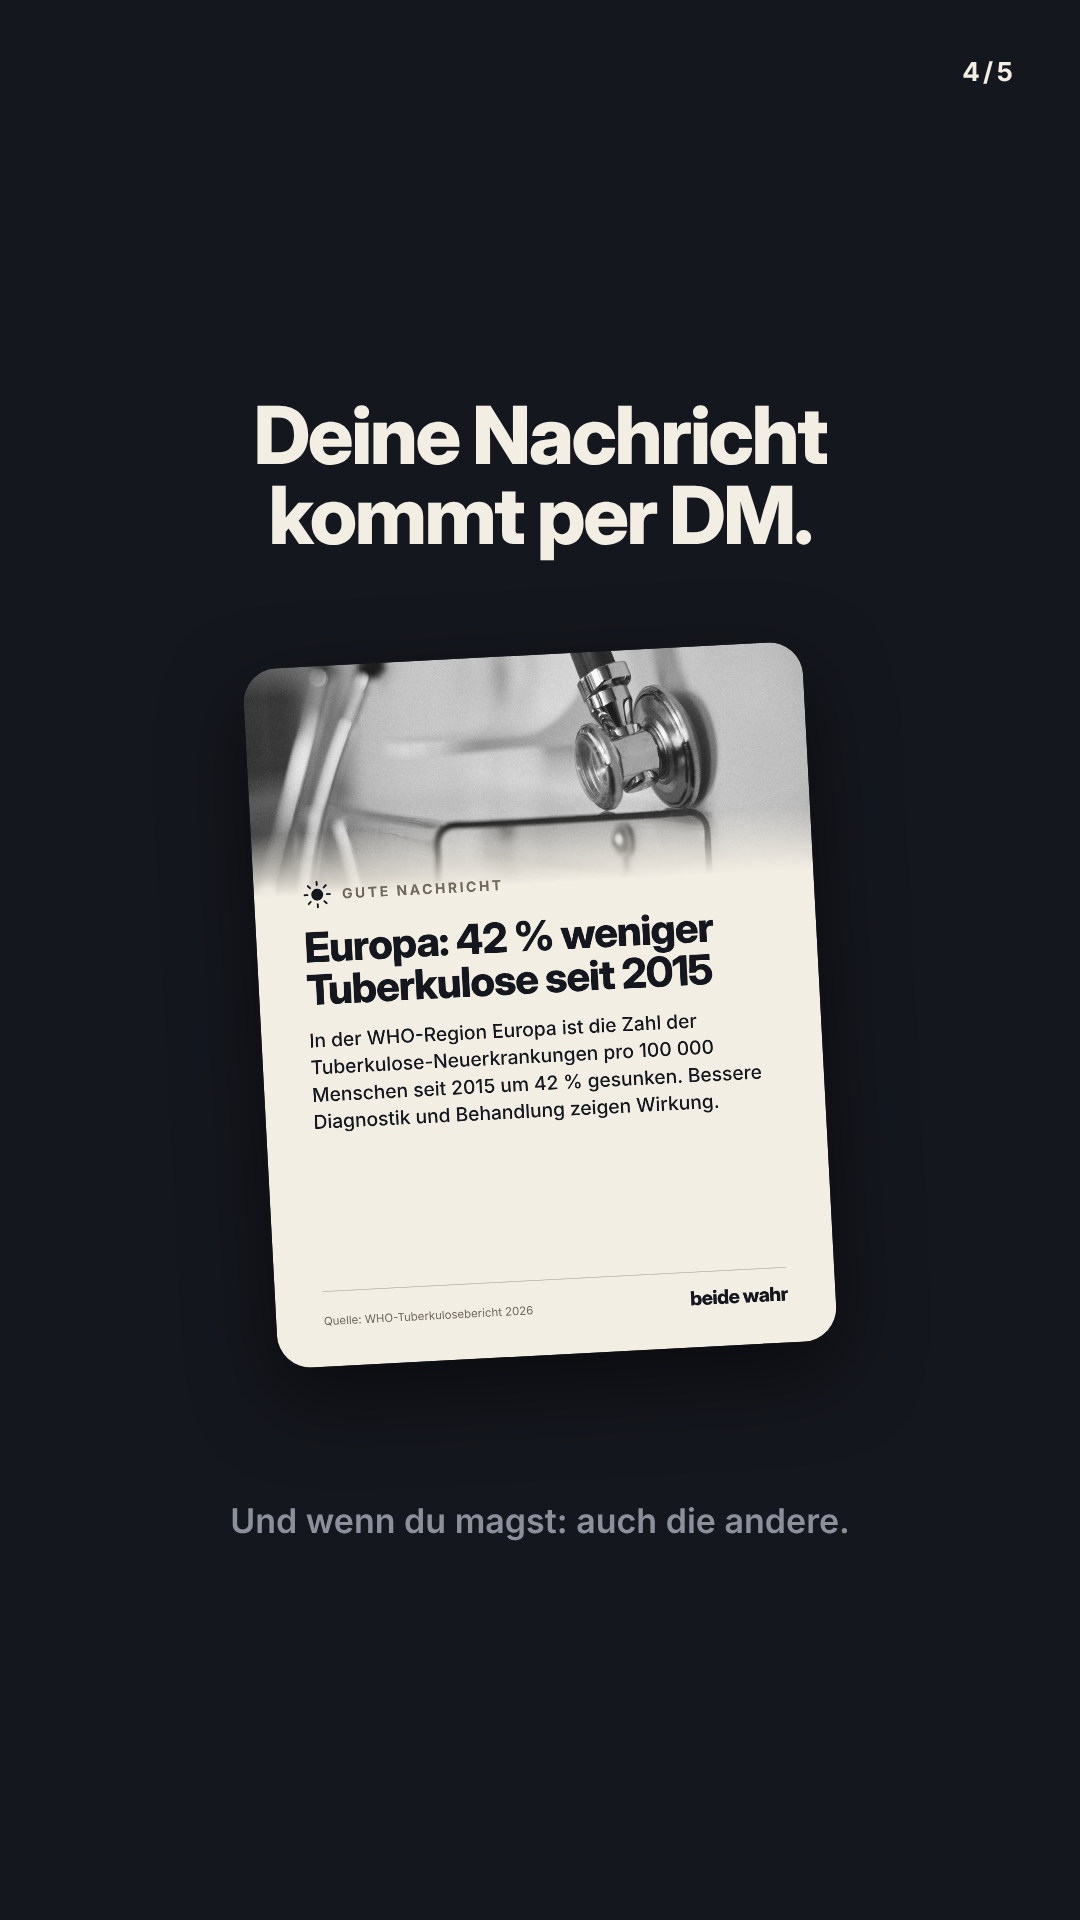 4/5
Deine Nachricht
kommt per DM.
GUTE NACHRICHT
Europa: 42 % weniger
Tuberkulose seit 2015
In der WHO-Region Europa ist die Zahl der
Tuberkulose-Neuerkrankungen pro 100 000
Menschen seit 2015 um 42 % gesunken. Bessere
Diagnostik und Behandlung zeigen Wirkung.
Quelle: WHO-Tuberkulosebericht 2026
beide wahr
Und wenn du magst: auch die andere.